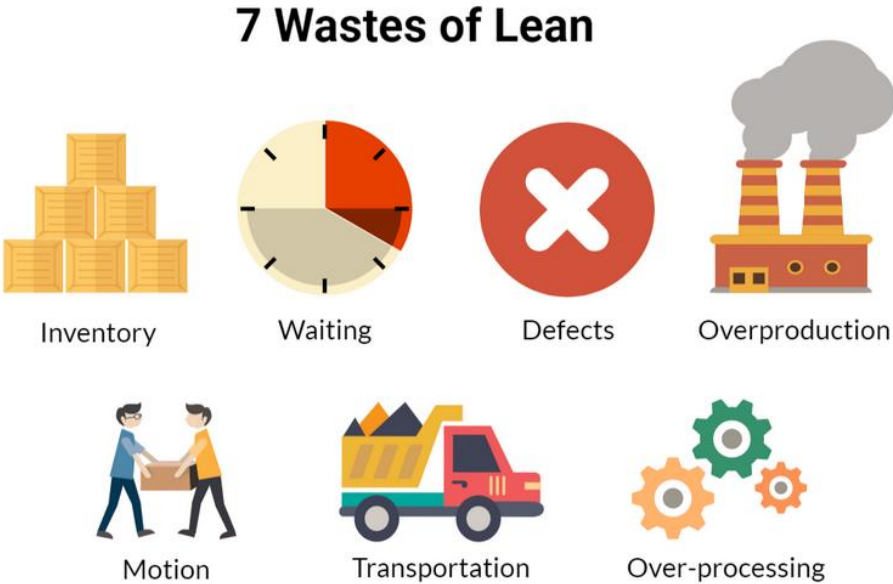 7 Wastes of Lean
Inventory
Waiting
Defects
Overproduction
Motion
Transportation
Over-processing